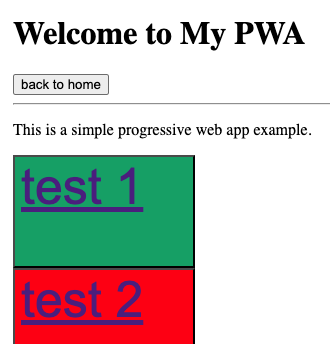 Welcome to My PWA
back to home
This is a simple progressive web app example.
test 1
test 2